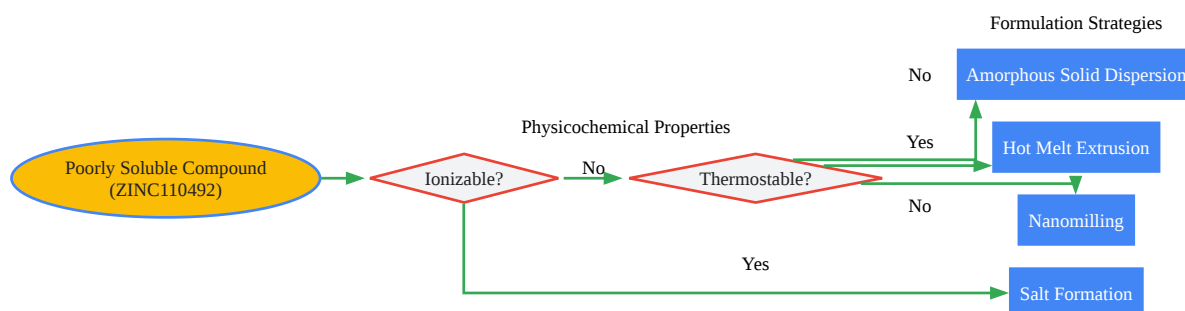 Formulation Strategies
No
Amorphous Solid Dispersion
Physicochemical Properties
Yes
Hot Melt Extrusion
Poorly Soluble Compound
(ZINC110492)
Ionizable?
No
Thermostable?
No
Nanomilling
Yes
Salt Formation